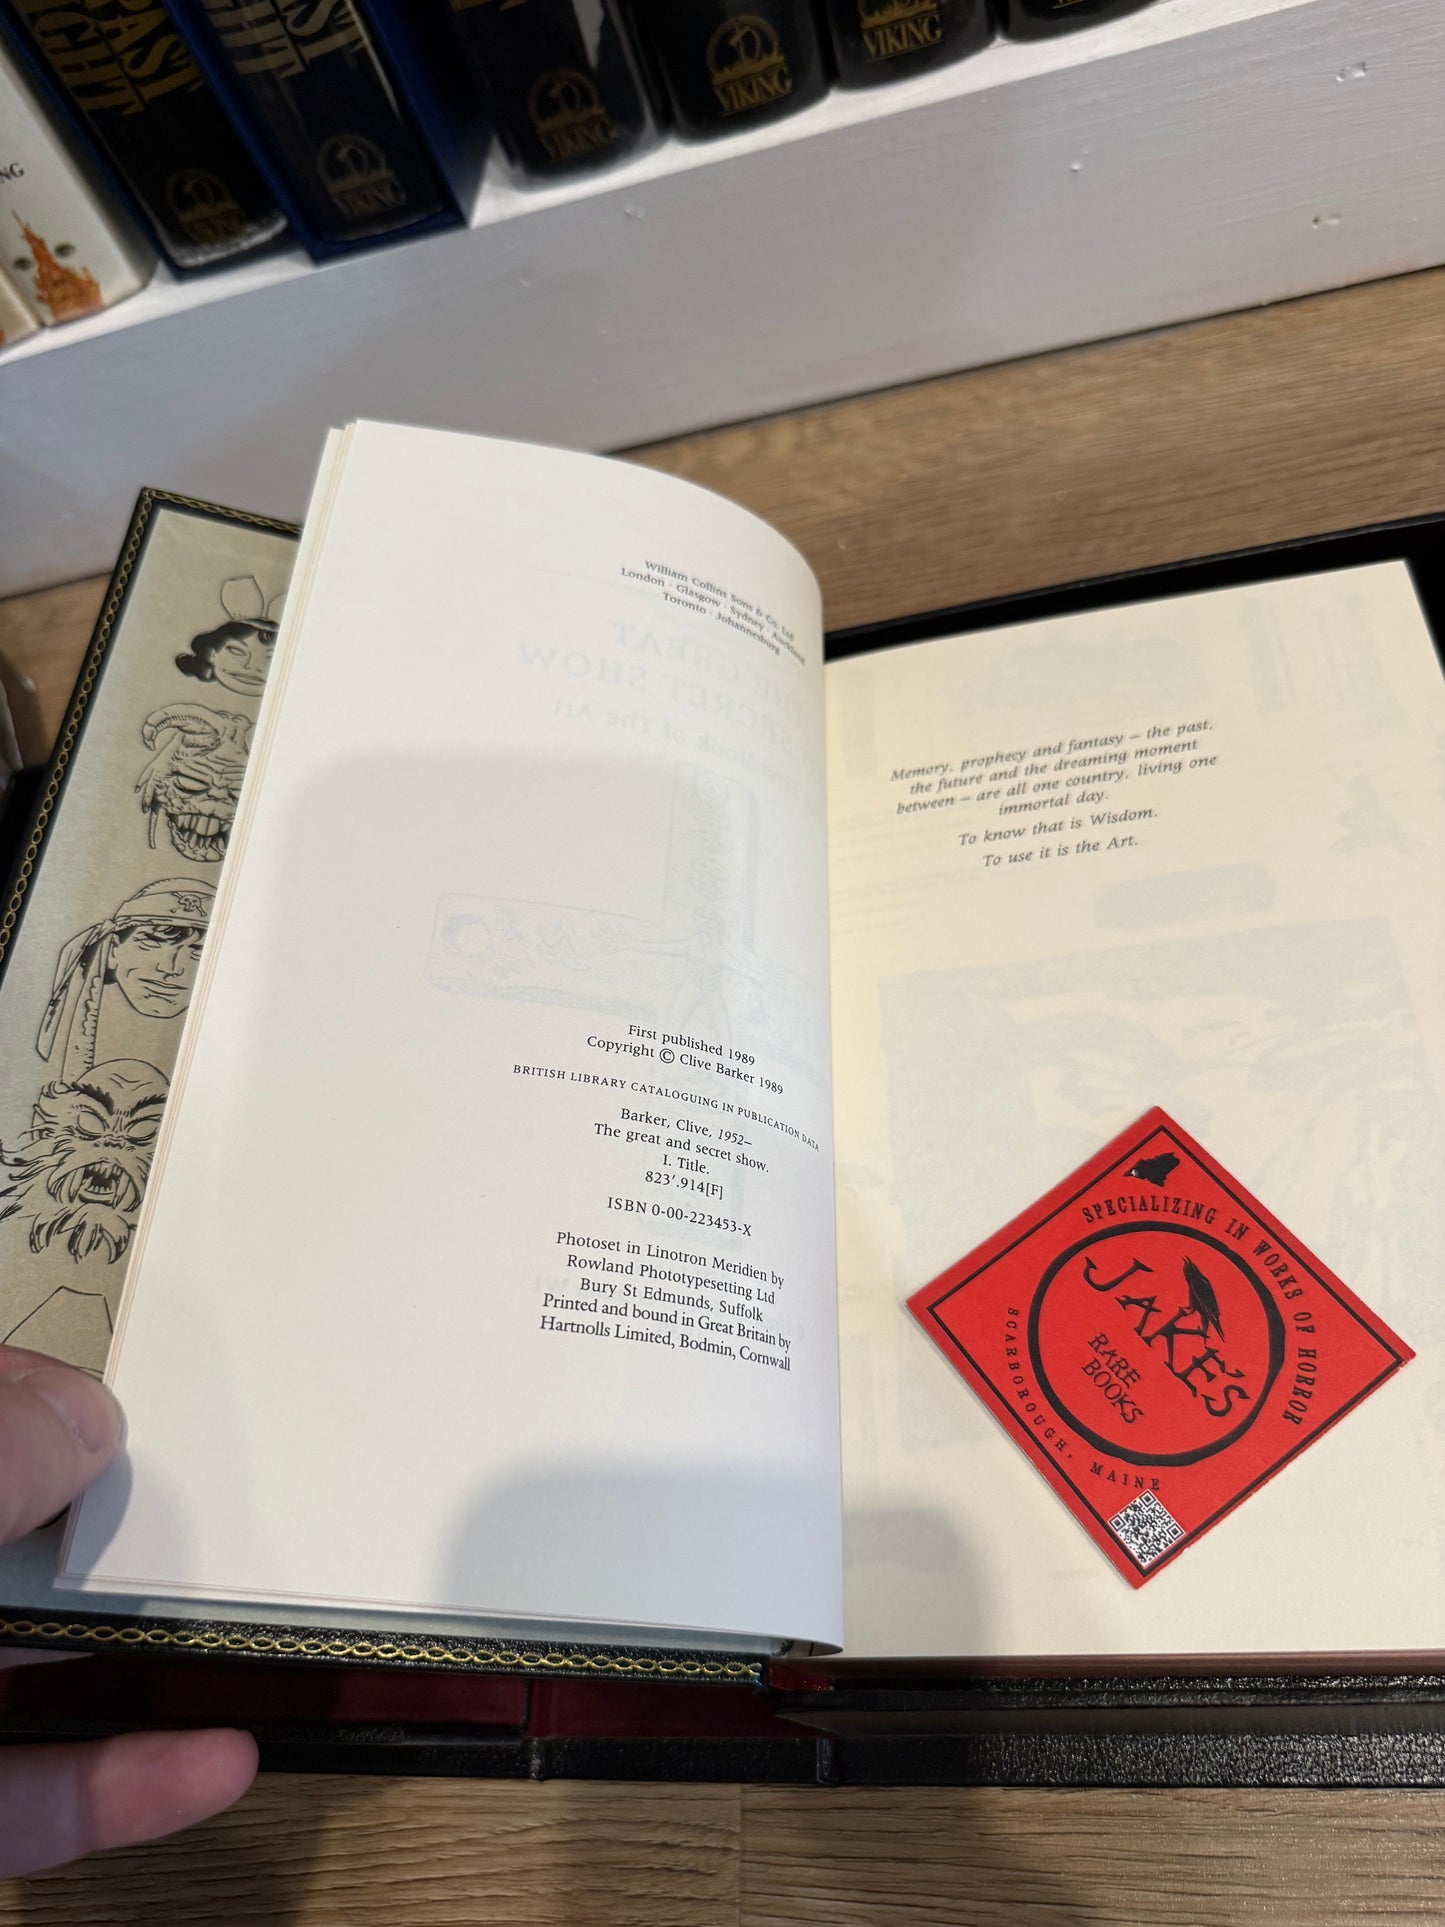 PAST
IGHT
VIKING
VIKING
VIKING
VIKING
VIKING
William Collins Sons & Co. Ltd
London · Glasgow · Sydney · Auckland
Toronto · Johannesburg
First published 1989
Copyright © Clive Barker 1989
BRITISH LIBRARY CATALOGUING IN PUBLICATION DATA
Barker, Clive, 1952–
The great and secret show.
I. Title.
823'.914[F]
ISBN 0-00-223453-X
Photoset in Linotron Meridien by
Rowland Phototypesetting Ltd
Bury St Edmunds, Suffolk
Printed and bound in Great Britain by
Hartnolls Limited, Bodmin, Cornwall
Memory, prophecy and fantasy – the past,
the future and the dreaming moment
between – are all one country, living one
immortal day.
To know that is Wisdom.
To use it is the Art.
SPECIALIZING IN WORKS OF HORROR
JAKE'S
RARE
BOOKS
SCARBOROUGH, MAINE